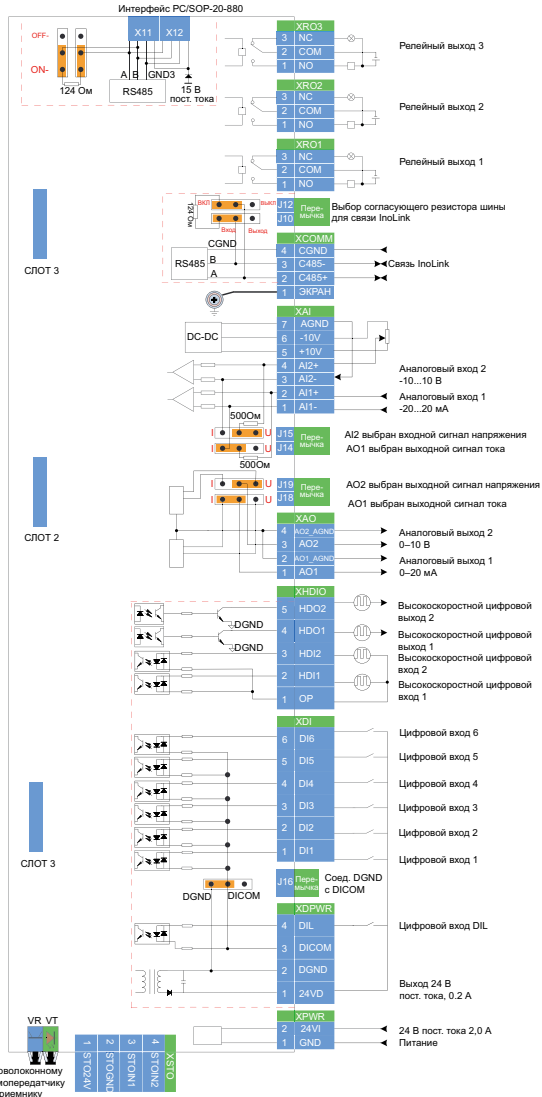 Интерфейс PC/SOP-20-880
OFF-
ON-
124 Ом
X11
X12
A B GND3
RS485
15 В
пост. тока
XRO3
3 NC
2 COM
1 NO
Релейный выход 3
XRO2
3 NC
2 COM
1 NO
Релейный выход 2
XRO1
3 NC
2 COM
1 NO
Релейный выход 1
124 Ом
ВКЛ
ВЫКЛ
Вход
Выход
J12
J10
Пере-
мычка
Выбор согласующего резистора шины
для связи InoLink
СЛОТ 3
RS485
CGND
B
A
XCOMM
4 CGND
3 C485-
2 C485+
1 ЭКРАН
Связь InoLink
XAI
DC-DC
7 AGND
6 -10V
5 +10V
4 AI2+
3 AI2-
2 AI1+
1 AI1-
Аналоговый вход 2
-10...10 В
Аналоговый вход 1
-20...20 мА
500Ом
I
U
I
U
500Ом
J15
J14
Пере-
мычка
AI2 выбран входной сигнал напряжения
AO1 выбран выходной сигнал тока
I
U
I
U
J19
J18
Пере-
мычка
AO2 выбран выходной сигнал напряжения
AO1 выбран выходной сигнал тока
СЛОТ 2
XAO
4 AO2_AGND
3 AO2
2 AO1_AGND
1 AO1
Аналоговый выход 2
0–10 В
Аналоговый выход 1
0–20 мА
XHDIO
DGND
DGND
5 HDO2
4 HDO1
3 HDI2
2 HDI1
1 OP
Высокоскоростной цифровой
выход 2
Высокоскоростной цифровой
выход 1
Высокоскоростной цифровой
вход 2
Высокоскоростной цифровой
вход 1
XDI
6 DI6
5 DI5
4 DI4
3 DI3
2 DI2
1 DI1
Цифровой вход 6
Цифровой вход 5
Цифровой вход 4
Цифровой вход 3
Цифровой вход 2
Цифровой вход 1
СЛОТ 3
DGND
DICOM
J16
Пере-
мычка
Соед. DGND
с DICOM
XDPWR
4 DIL
3 DICOM
2 DGND
1 24VD
Цифровой вход DIL
Выход 24 В
пост. тока, 0.2 А
XPWR
2 24VI
1 GND
24 В пост. тока 2,0 А
Питание
VR VT
1 STO24V
2 STOGND
3 STOIN1
4 STOIN2
XSTO
оволоконному
мопередатчику
риемнику